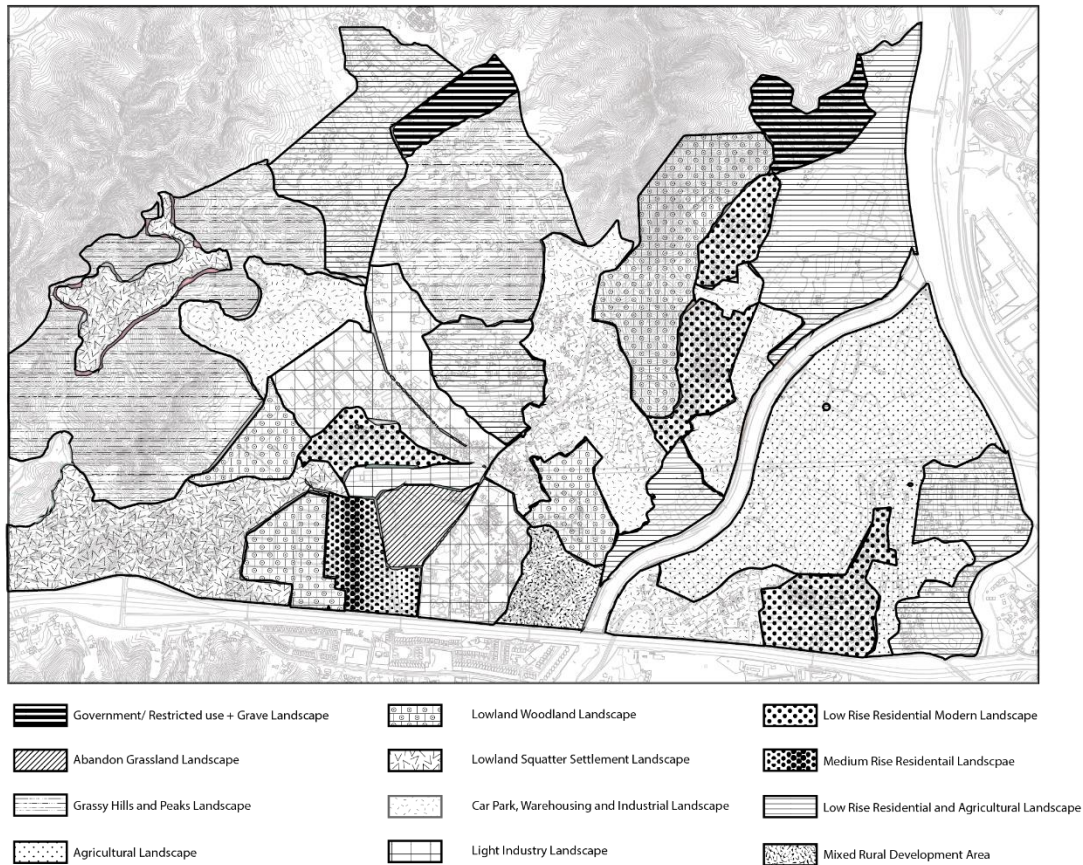 Government/ Restricted use + Grave Landscape
Lowland Woodland Landscape
Low Rise Residential Modern Landscape
Abandon Grassland Landscape
Lowland Squatter Settlement Landscape
Medium Rise Residentail Landscpae
Grassy Hills and Peaks Landscape
Car Park, Warehousing and Industrial Landscape
Low Rise Residential and Agricultural Landscape
Agricultural Landscape
Light Industry Landscape
Mixed Rural Development Area